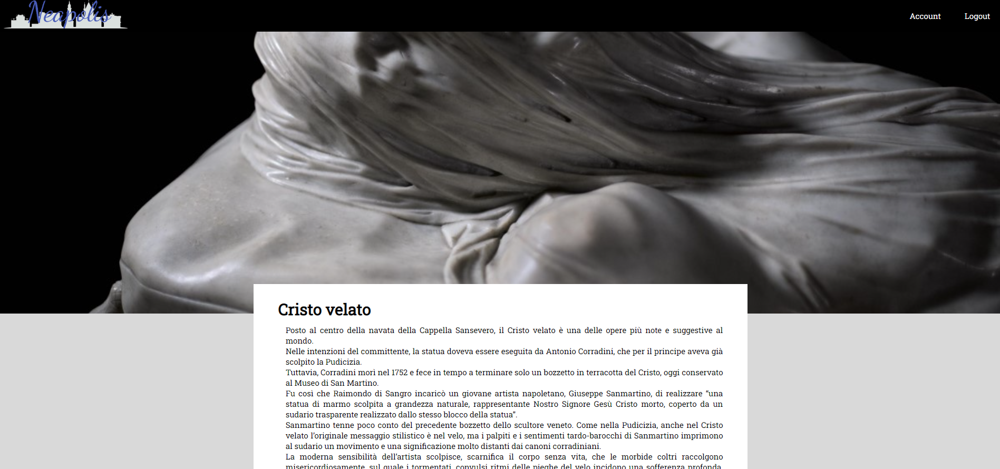 Neapolis
Account
Logout
Cristo velato
Posto al centro della navata della Cappella Sansevero, il Cristo velato è una delle opere più note e suggestive al
mondo.
Nelle intenzioni del committente, la statua doveva essere eseguita da Antonio Corradini, che per il principe aveva già
scolpito la Pudicizia.
Tuttavia, Corradini morì nel 1752 e fece in tempo a terminare solo un bozzetto in terracotta del Cristo, oggi conservato
al Museo di San Martino.
Fu così che Raimondo di Sangro incaricò un giovane artista napoletano, Giuseppe Sanmartino, di realizzare “una
statua di marmo scolpita a grandezza naturale, rappresentante Nostro Signore Gesù Cristo morto, coperto da un
sudario trasparente realizzato dallo stesso blocco della statua”.
Sanmartino tenne poco conto del precedente bozzetto dello scultore veneto. Come nella Pudicizia, anche nel Cristo
velato l’originale messaggio stilistico è nel velo, ma i palpiti e i sentimenti tardo-barocchi di Sanmartino imprimono
al sudario un movimento e una significazione molto distanti dai canoni corradiniani.
La moderna sensibilità dell’artista scolpisce, scarnifica il corpo senza vita, che le morbide coltri raccolgono
misericordiosamente, sul quale i tormentati, convulsi ritmi delle pieghe del velo incidono una sofferenza profonda,